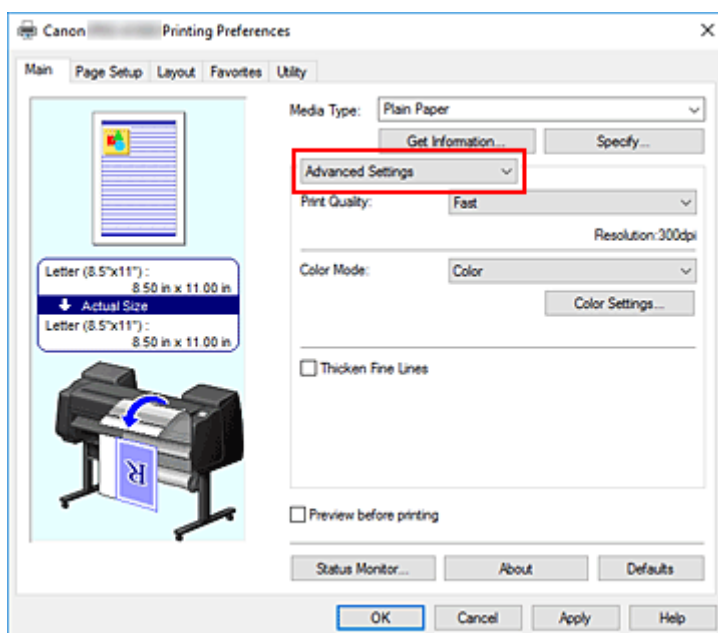 Canon Printing Preferences
Main Page Setup Layout Favorites Utility
Media Type: Plain Paper
Get Information... Specify...
Advanced Settings
Print Quality: Fast
Resolution:300dpi
Color Mode: Color
Color Settings...
Thicken Fine Lines
Letter (8.5"x11") :
8.50 in x 11.00 in
Actual Size
Letter (8.5"x11") :
8.50 in x 11.00 in
R
Preview before printing
Status Monitor... About Defaults
OK Cancel Apply Help